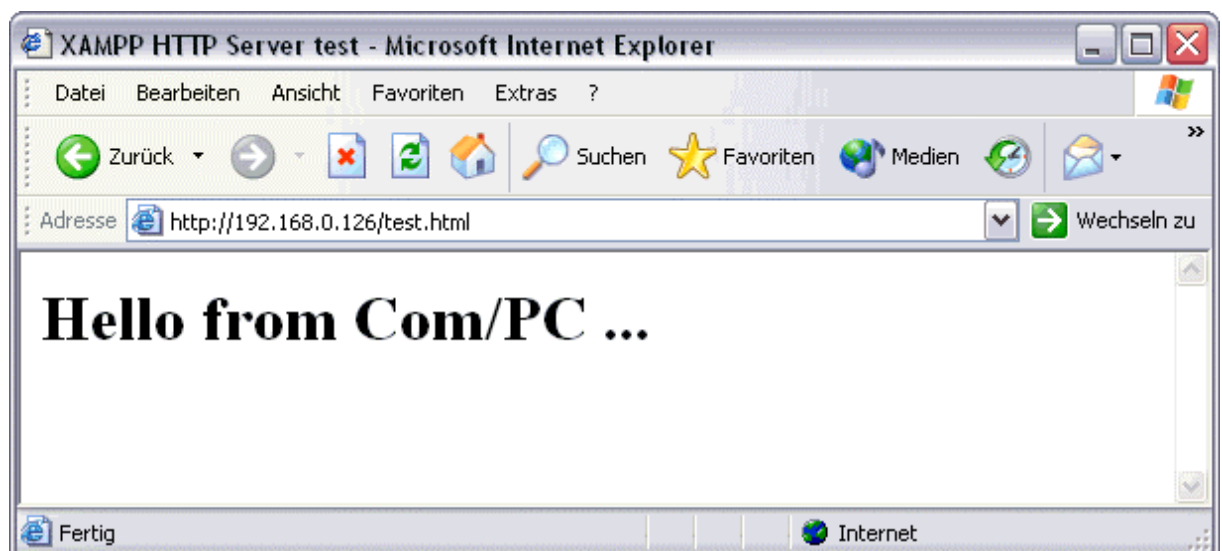 XAMPP HTTP Server test - Microsoft Internet Explorer
Datei Bearbeiten Ansicht Favoriten Extras ?
Zurück Suchen Favoriten Medien »
Adresse http://192.168.0.126/test.html Wechseln zu
Hello from Com/PC ...
Fertig Internet